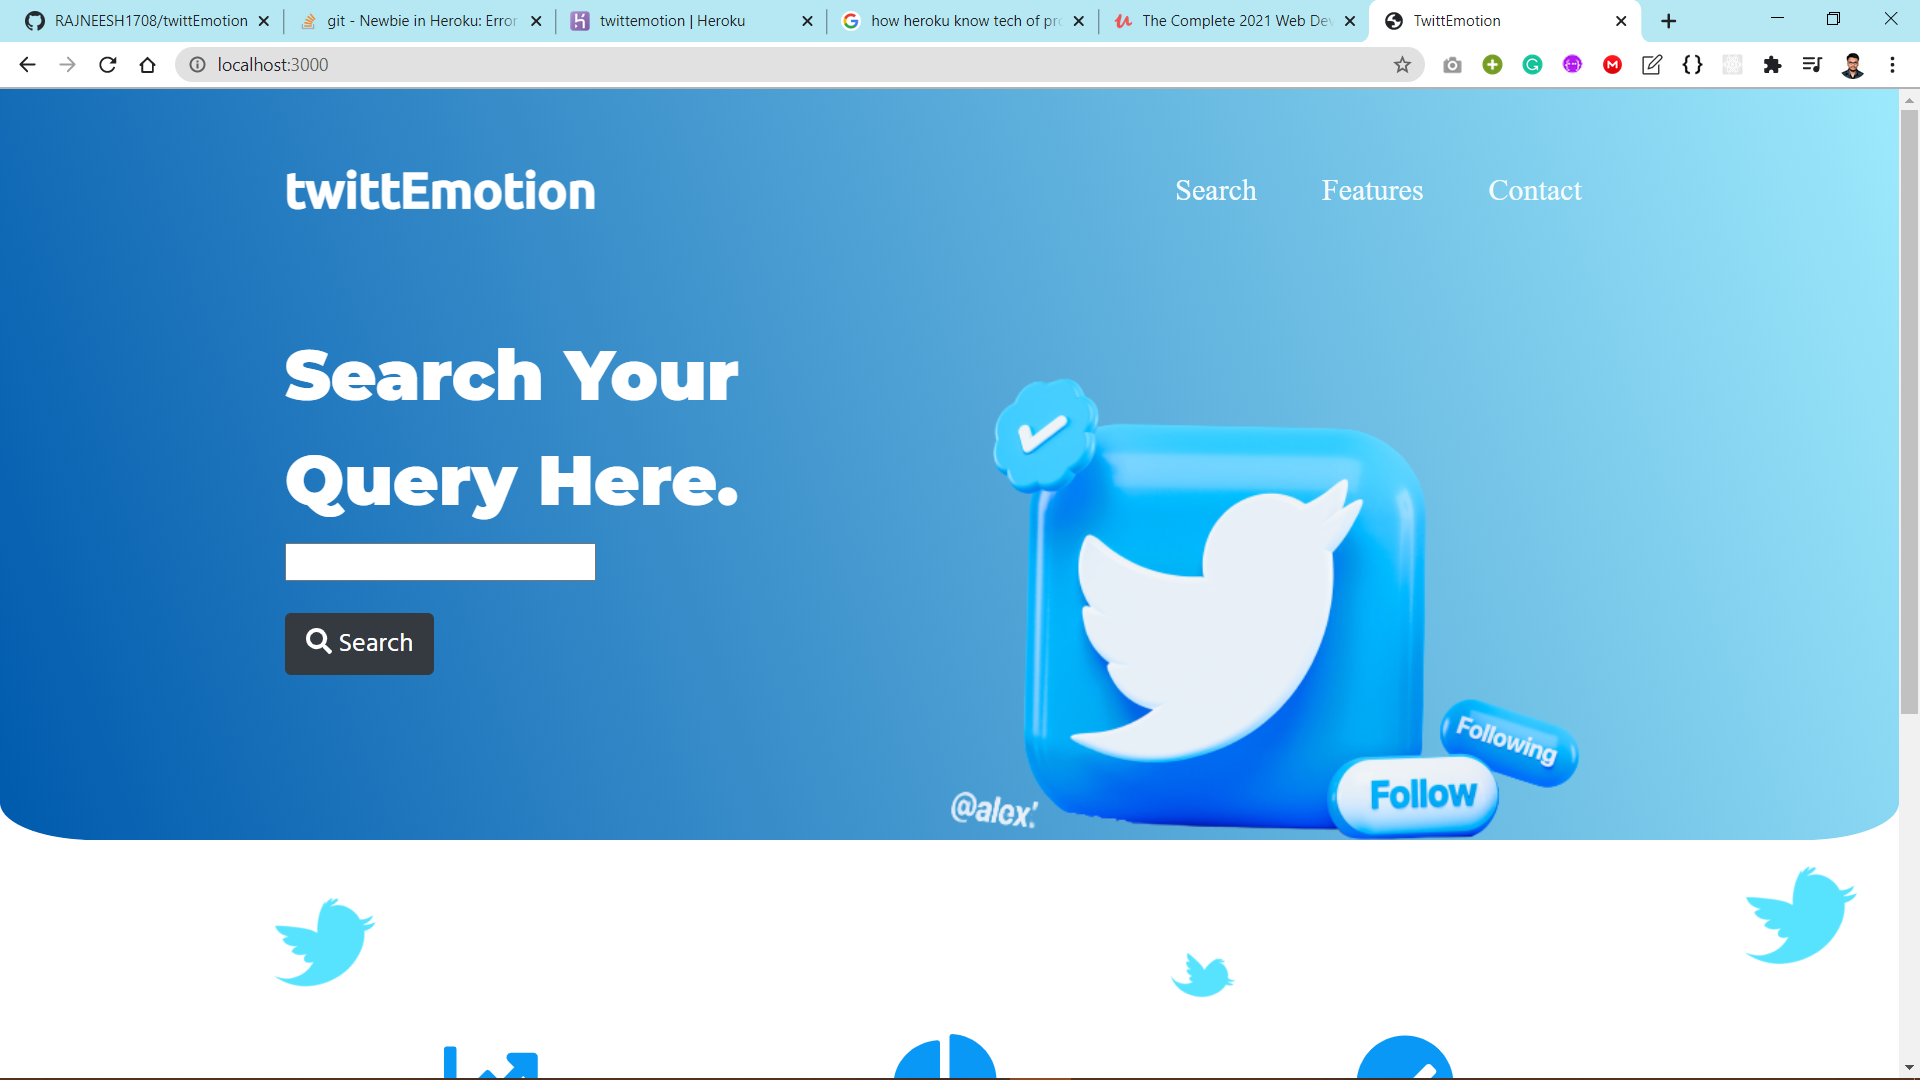 RAJNEESH1708/twittEmotion
git - Newbie in Heroku: Error
twittemotion | Heroku
how heroku know tech of pro
The Complete 2021 Web Dev
TwittEmotion
localhost:3000
twittEmotion
Search
Features
Contact
Search Your
Query Here.
Search
Following
Follow
@alex.